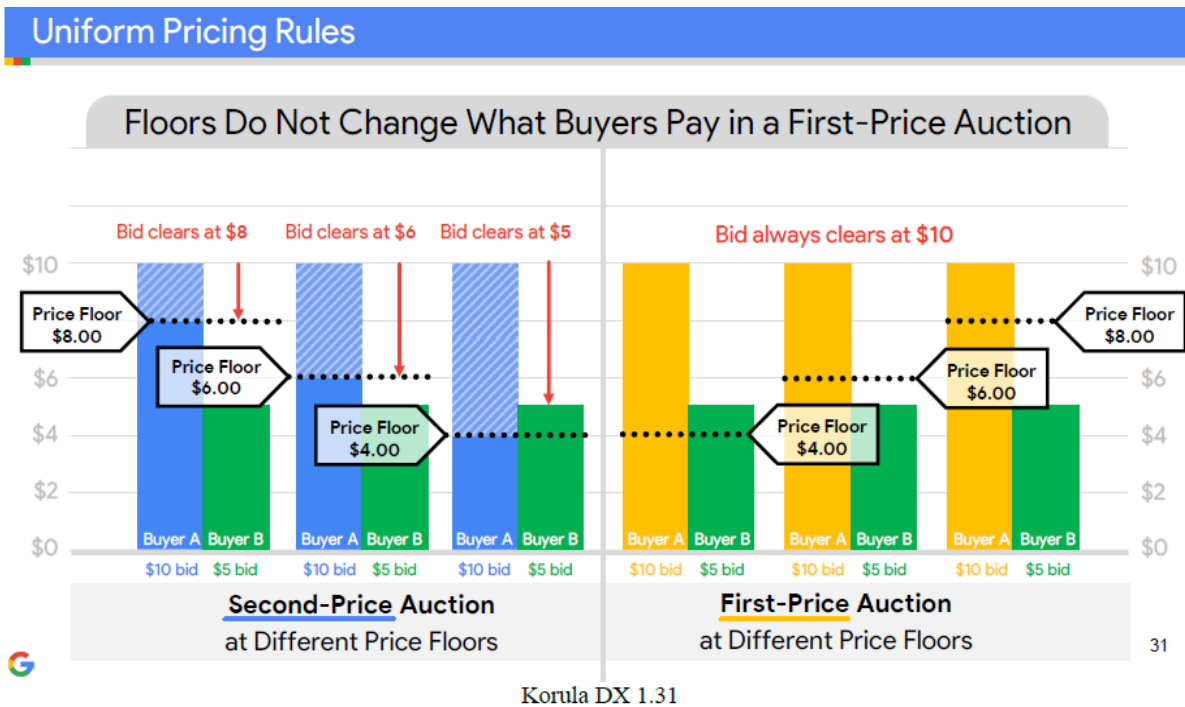 Uniform Pricing Rules
Floors Do Not Change What Buyers Pay in a First-Price Auction
Bid clears at $8
Bid clears at $6
Bid clears at $5
Bid always clears at $10
$10
$6
$4
$2
$0
Price Floor
$8.00
Price Floor
$6.00
Price Floor
$4.00
Price Floor
$4.00
Price Floor
$6.00
Price Floor
$8.00
$10
$6
$4
$2
$0
Buyer A Buyer B
Buyer A Buyer B
Buyer A Buyer B
Buyer A Buyer B
Buyer A Buyer B
Buyer A Buyer B
$10 bid $5 bid
$10 bid $5 bid
$10 bid $5 bid
$10 bid $5 bid
$10 bid $5 bid
$10 bid $5 bid
Second-Price Auction
at Different Price Floors
First-Price Auction
at Different Price Floors
G
31
Korula DX 1.31